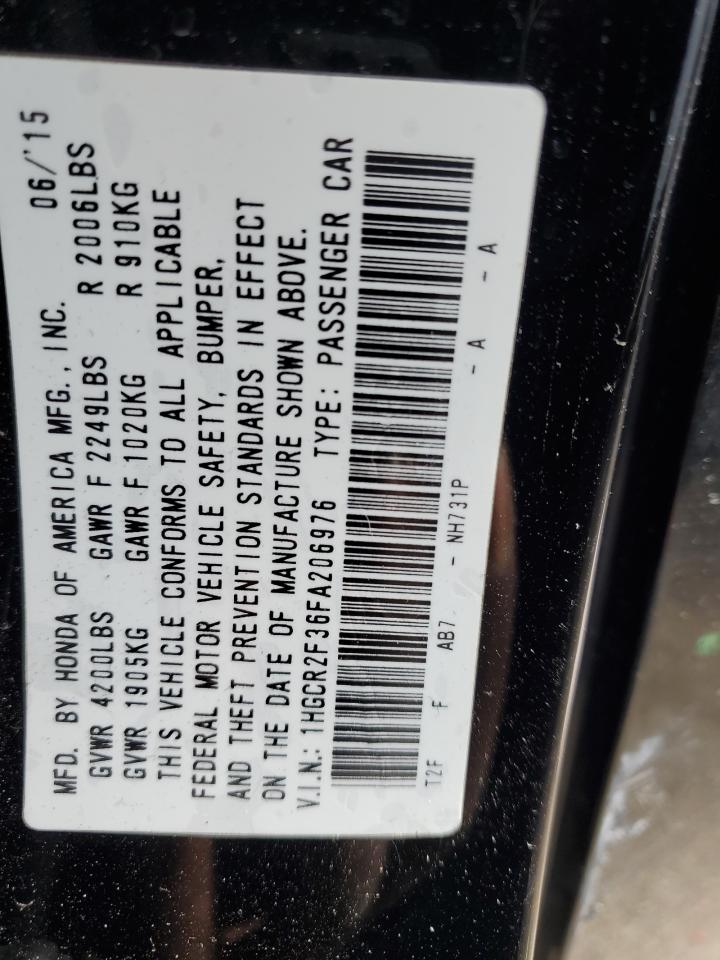 MFD. BY HONDA OF AMERICA MFG., INC. 06/'15
GVWR 4200LBS GAWR F 2249LBS R 2006LBS
GVWR 1905KG GAWR F 1020KG R 910KG
THIS VEHICLE CONFORMS TO ALL APPLICABLE
FEDERAL MOTOR VEHICLE SAFETY, BUMPER,
AND THEFT PREVENTION STANDARDS IN EFFECT
ON THE DATE OF MANUFACTURE SHOWN ABOVE.
V.I.N.: 1HGCR2F36FA206976 TYPE: PASSENGER CAR
T2F F AB7 - NH731P - A - A